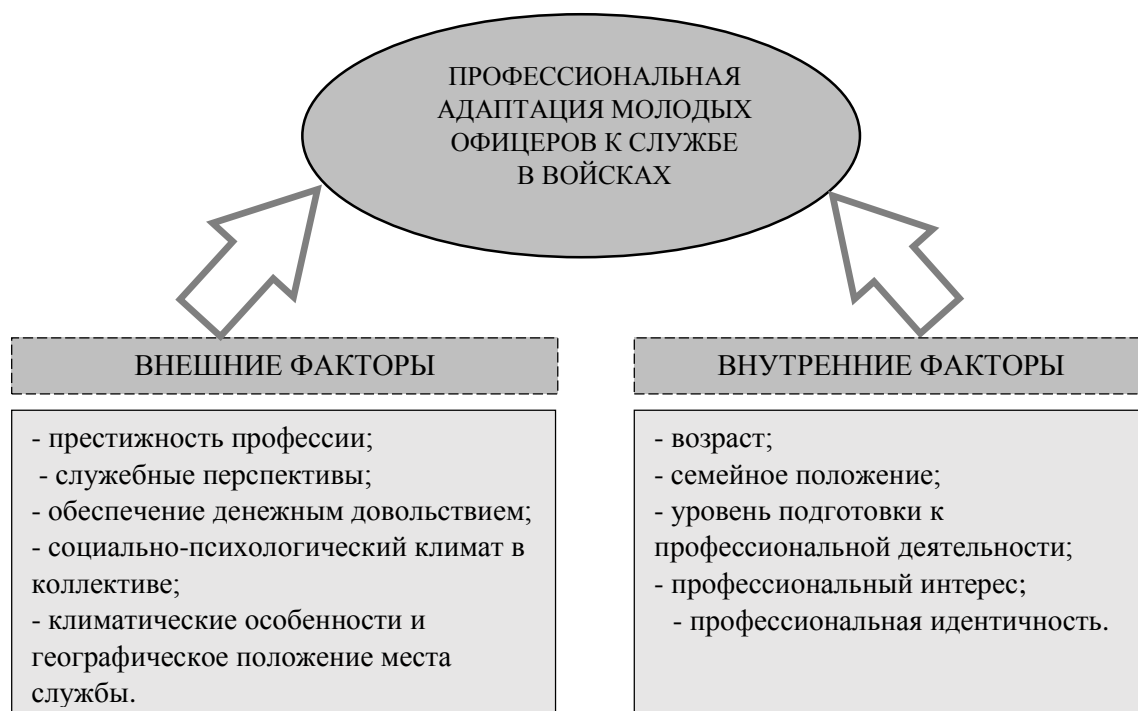 ПРОФЕССИОНАЛЬНАЯ
АДАПТАЦИЯ МОЛОДЫХ
ОФИЦЕРОВ К СЛУЖБЕ
В ВОЙСКАХ
ВНЕШНИЕ ФАКТОРЫ
- престижность профессии;
- служебные перспективы;
- обеспечение денежным довольствием;
- социально-психологический климат в
коллективе;
- климатические особенности и
географическое положение места
службы.
ВНУТРЕННИЕ ФАКТОРЫ
- возраст;
- семейное положение;
- уровень подготовки к
профессиональной деятельности;
- профессиональный интерес;
- профессиональная идентичность.